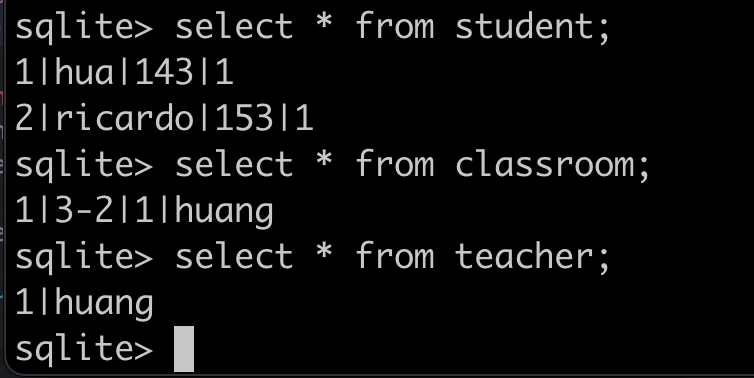 sqlite> select * from student;
1|hua|143|1
2|ricardo|153|1
sqlite> select * from classroom;
1|3-2|1|huang
sqlite> select * from teacher;
1|huang
sqlite>